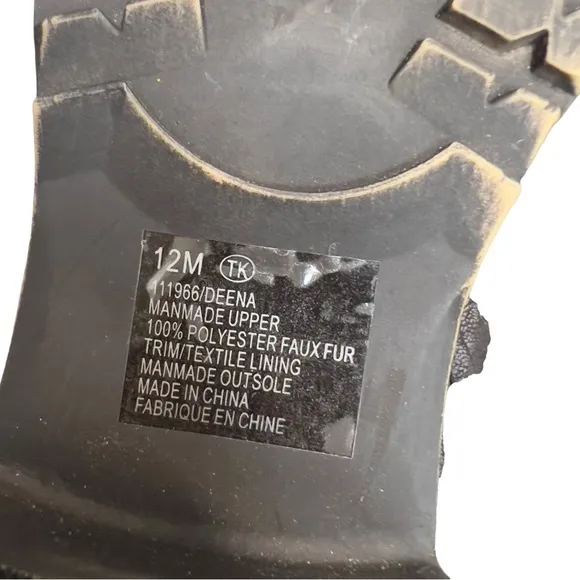 12M TK
111966/DEENA
MANMADE UPPER
100% POLYESTER FAUX FUR
TRIM/TEXTILE LINING
MANMADE OUTSOLE
MADE IN CHINA
FABRIQUE EN CHINE